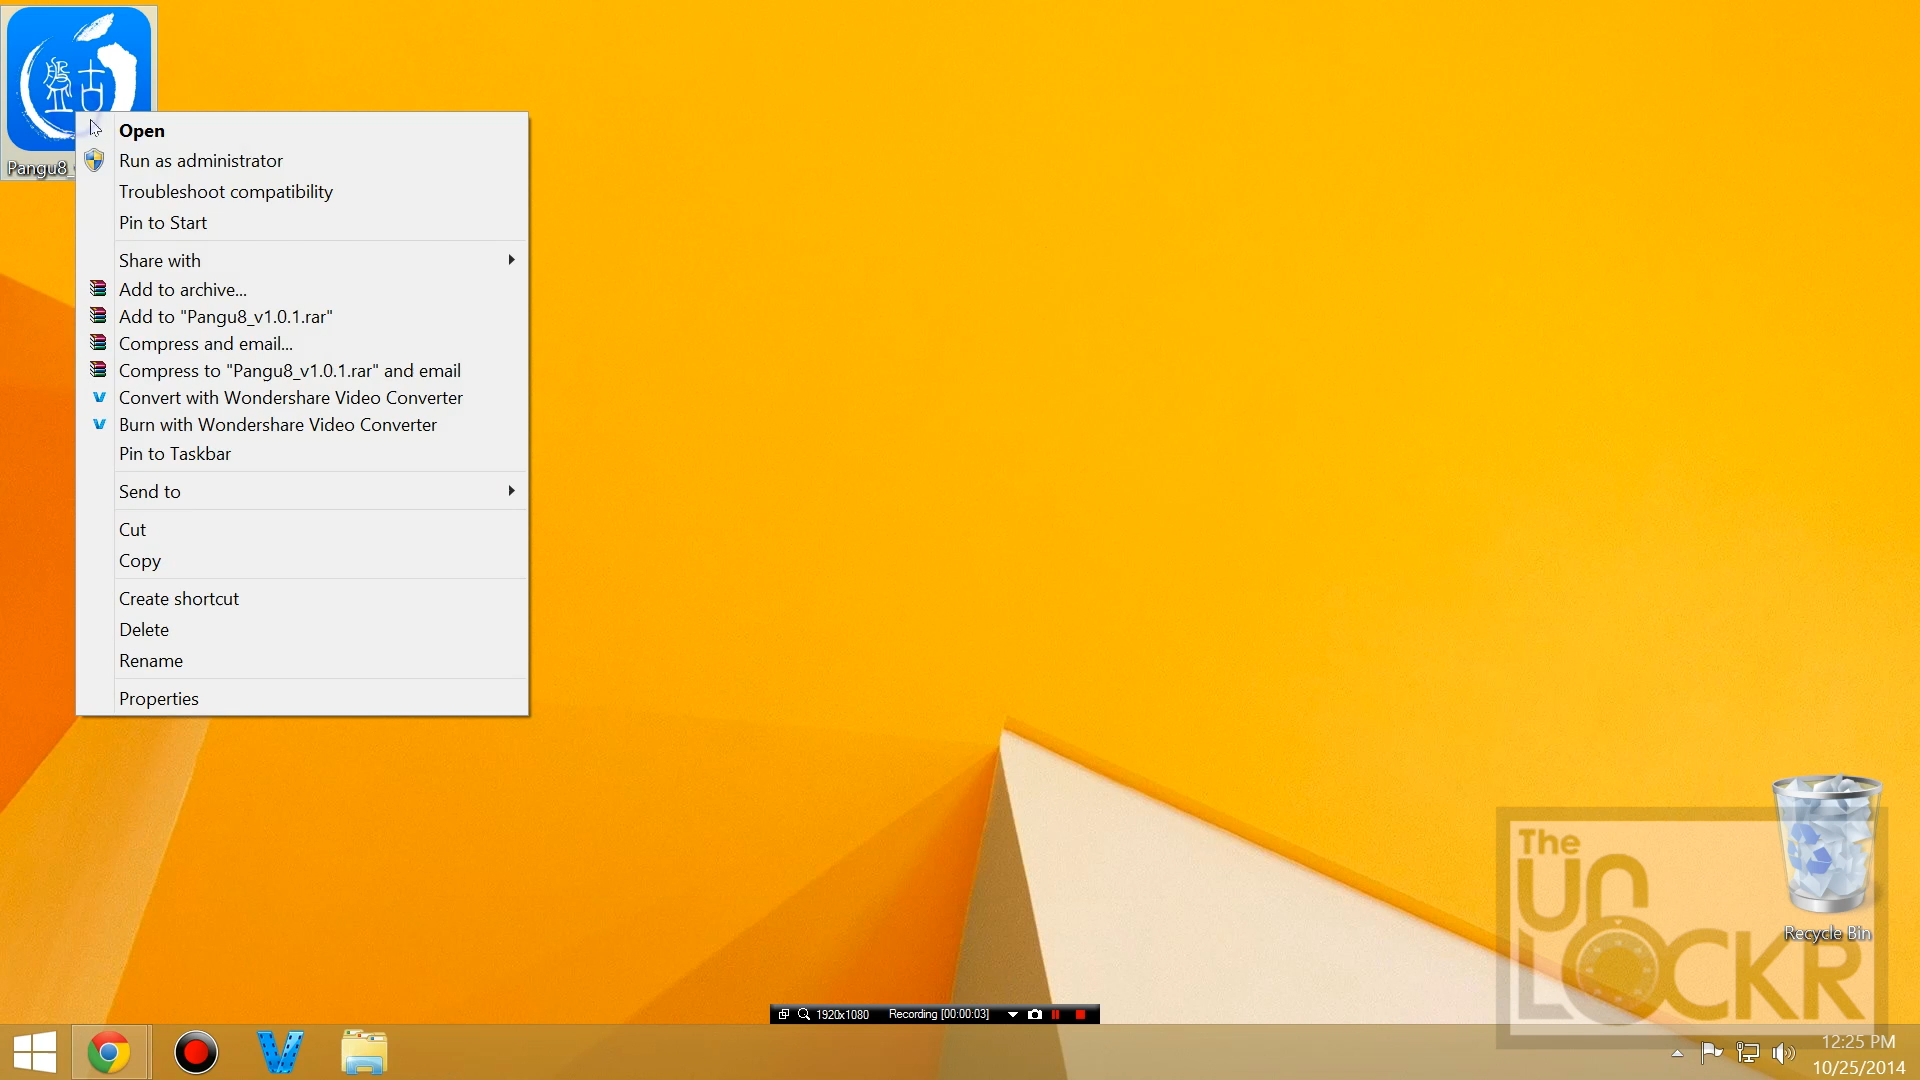 盤古
Pangu8_
Open
Run as administrator
Troubleshoot compatibility
Pin to Start
Share with
Add to archive...
Add to "Pangu8_v1.0.1.rar"
Compress and email...
Compress to "Pangu8_v1.0.1.rar" and email
Convert with Wondershare Video Converter
Burn with Wondershare Video Converter
Pin to Taskbar
Send to
Cut
Copy
Create shortcut
Delete
Rename
Properties
Recycle Bin
The
UnLOCKR
1920x1080 Recording [00:00:03]
12:25 PM
10/25/2014